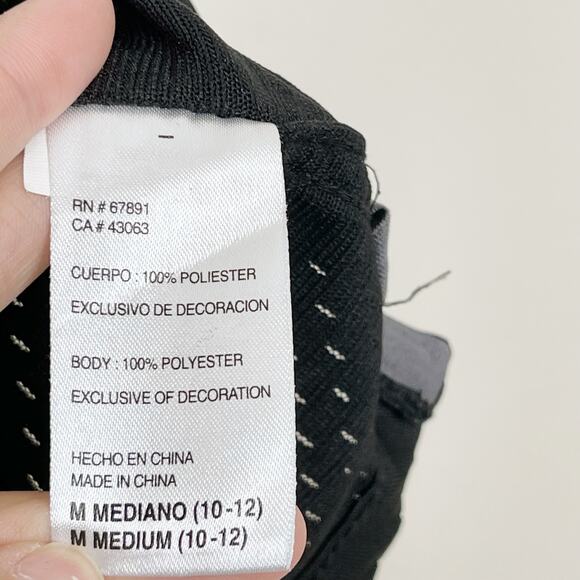 RN # 67891
CA # 43063
CUERPO : 100% POLIESTER
EXCLUSIVO DE DECORACION
BODY : 100% POLYESTER
EXCLUSIVE OF DECORATION
HECHO EN CHINA
MADE IN CHINA
M MEDIANO (10-12)
M MEDIUM (10-12)